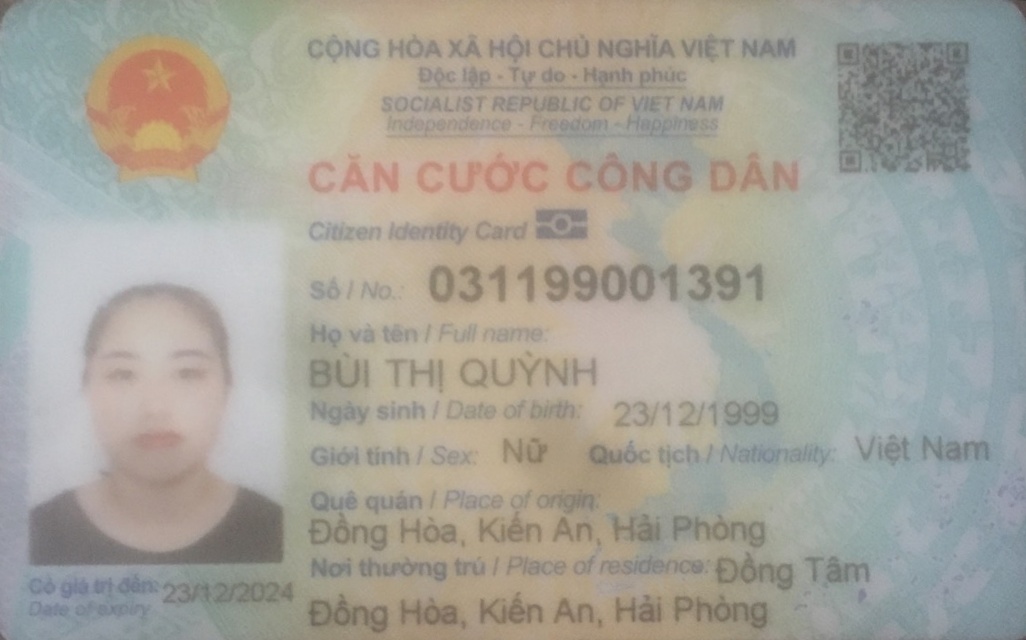 CỘNG HÒA XÃ HỘI CHỦ NGHĨA VIỆT NAM
Độc lập - Tự do - Hạnh phúc
SOCIALIST REPUBLIC OF VIET NAM
Independence - Freedom - Happiness
CĂN CƯỚC CÔNG DÂN
Citizen Identity Card
Số / No.: 031199001391
Họ và tên / Full name:
BÙI THỊ QUỲNH
Ngày sinh / Date of birth: 23/12/1999
Giới tính / Sex: Nữ Quốc tịch / Nationality: Việt Nam
Quê quán / Place of origin:
Đồng Hòa, Kiến An, Hải Phòng
Nơi thường trú / Place of residence: Đồng Tâm
Đồng Hòa, Kiến An, Hải Phòng
Có giá trị đến: 23/12/2024
Date of expiry